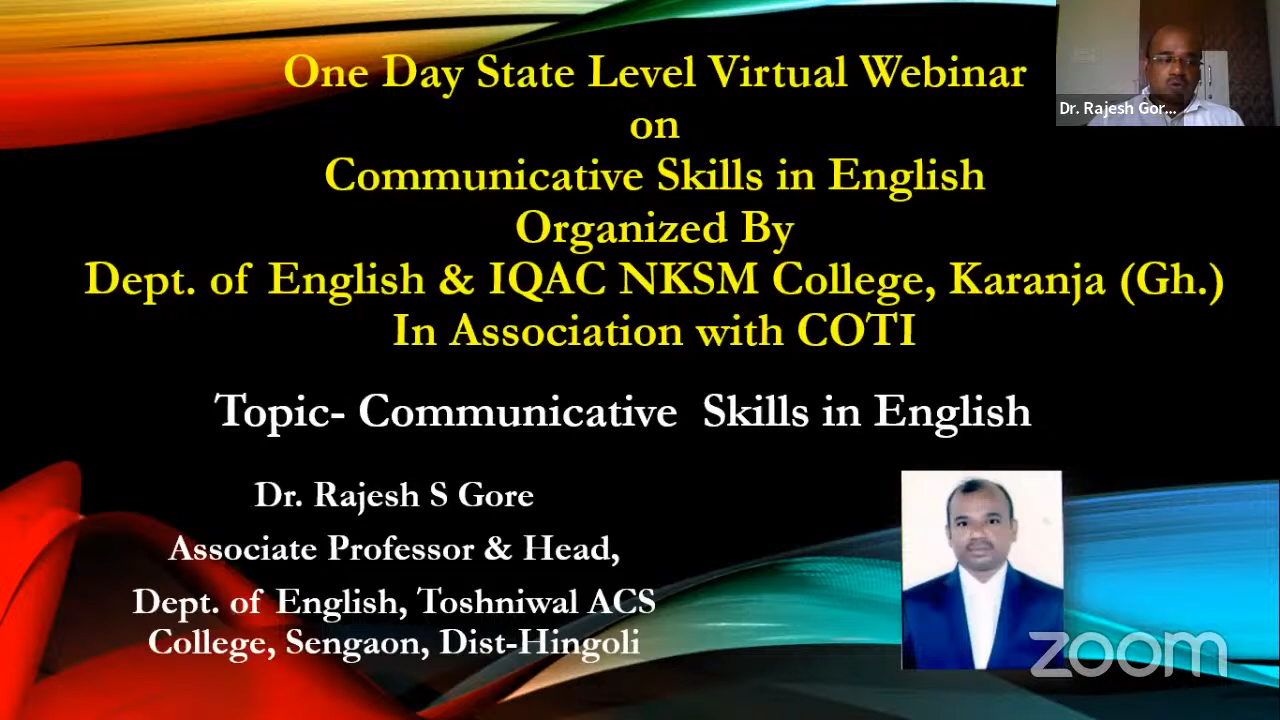 One Day State Level Virtual Webinar
on
Communicative Skills in English
Organized By
Dept. of English & IQAC NKSM College, Karanja (Gh.)
In Association with COTI
Topic- Communicative Skills in English
Dr. Rajesh S Gore
Associate Professor & Head,
Dept. of English, Toshniwal ACS
College, Sengaon, Dist-Hingoli
Dr. Rajesh Gor...
zoom